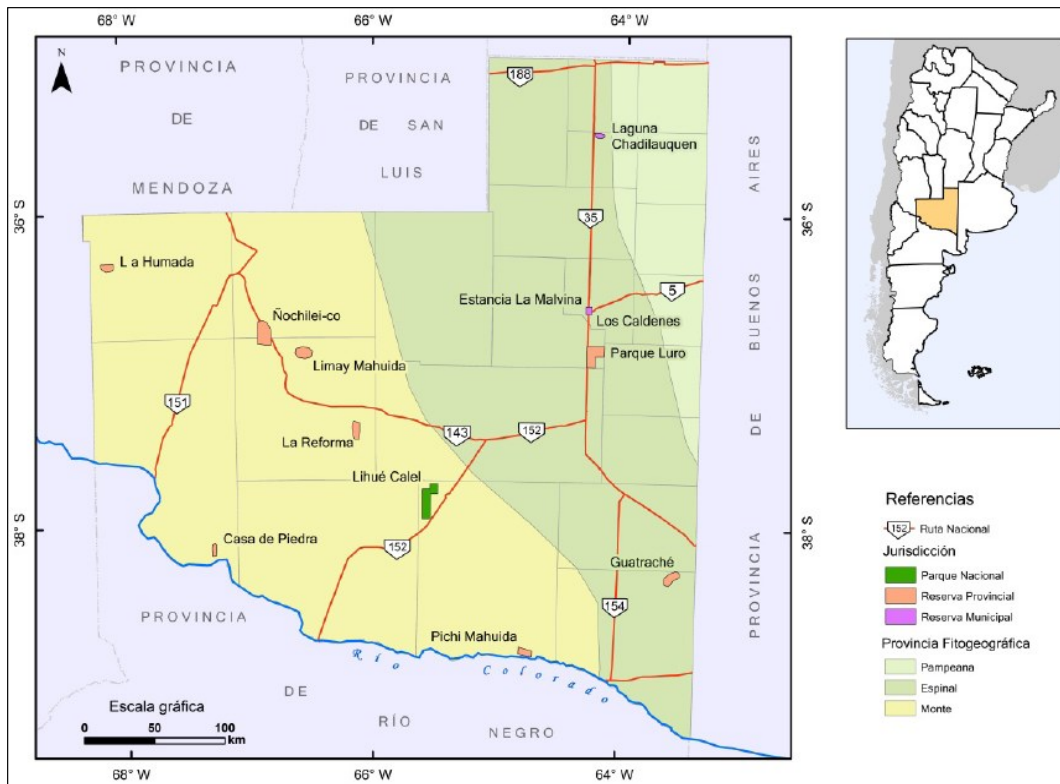 68° W
66° W
64° W
N
PROVINCIA
DE
MENDOZA
PROVINCIA
DE SAN
LUIS
188
Laguna
Chadilauquen
AIRES
36° S
36° S
35
L a Humada
5
Estancia La Malvina
Los Caldenes
BUENOS
Ñochilei-co
Parque Luro
Limay Mahuida
151
La Reforma
143
152
DE
Lihué Calel
38° S
38° S
Casa de Piedra
152
Guatraché
154
PROVINCIA
PROVINCIA
Pichi Mahuida
Río Colorado
DE
RÍO
NEGRO
Escala gráfica
0 50 100
km
68° W
66° W
64° W
Referencias
152 Ruta Nacional
Jurisdicción
Parque Nacional
Reserva Provincial
Reserva Municipal
Provincia Fitogeográfica
Pampeana
Espinal
Monte